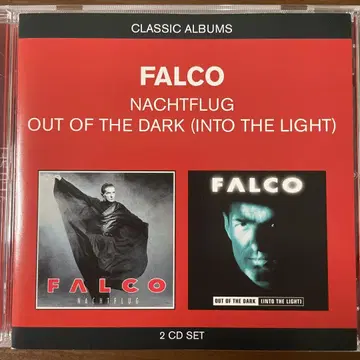 CLASSIC ALBUMS
FALCO
NACHTFLUG
OUT OF THE DARK (INTO THE LIGHT)
FALCO
NACHTFLUG
FALCO
OUT OF THE DARK (INTO THE LIGHT)
2 CD SET